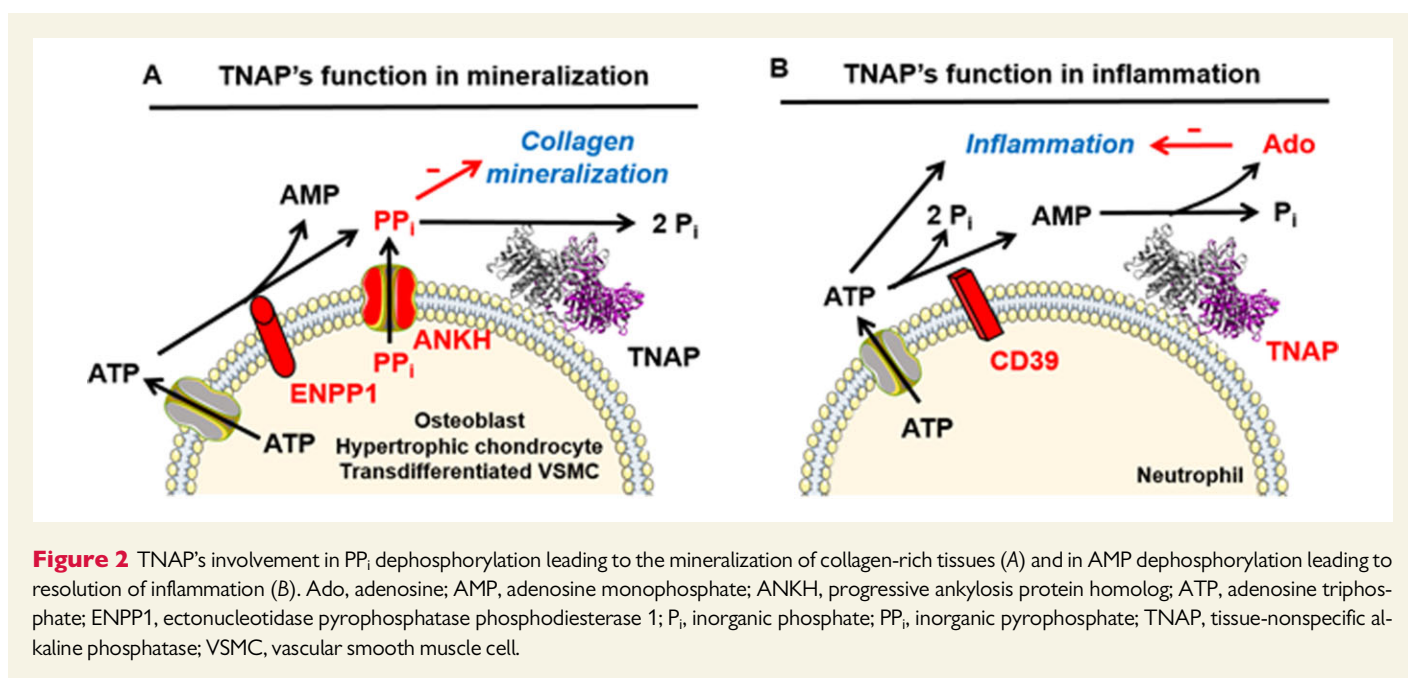 A TNAP's function in mineralization
Collagen
mineralization
–
AMP
PPi
2 Pi
ANKH
PPi
TNAP
ATP
ENPP1
ATP
Osteoblast
Hypertrophic chondrocyte
Transdifferentiated VSMC
B TNAP's function in inflammation
Inflammation – Ado
2 Pi
AMP
Pi
ATP
CD39
TNAP
ATP
Neutrophil
Figure 2 TNAP's involvement in PPi dephosphorylation leading to the mineralization of collagen-rich tissues (A) and in AMP dephosphorylation leading to
resolution of inflammation (B). Ado, adenosine; AMP, adenosine monophosphate; ANKH, progressive ankylosis protein homolog; ATP, adenosine triphos-
phate; ENPP1, ectonucleotidase pyrophosphatase phosphodiesterase 1; Pi, inorganic phosphate; PPi, inorganic pyrophosphate; TNAP, tissue-nonspecific al-
kaline phosphatase; VSMC, vascular smooth muscle cell.